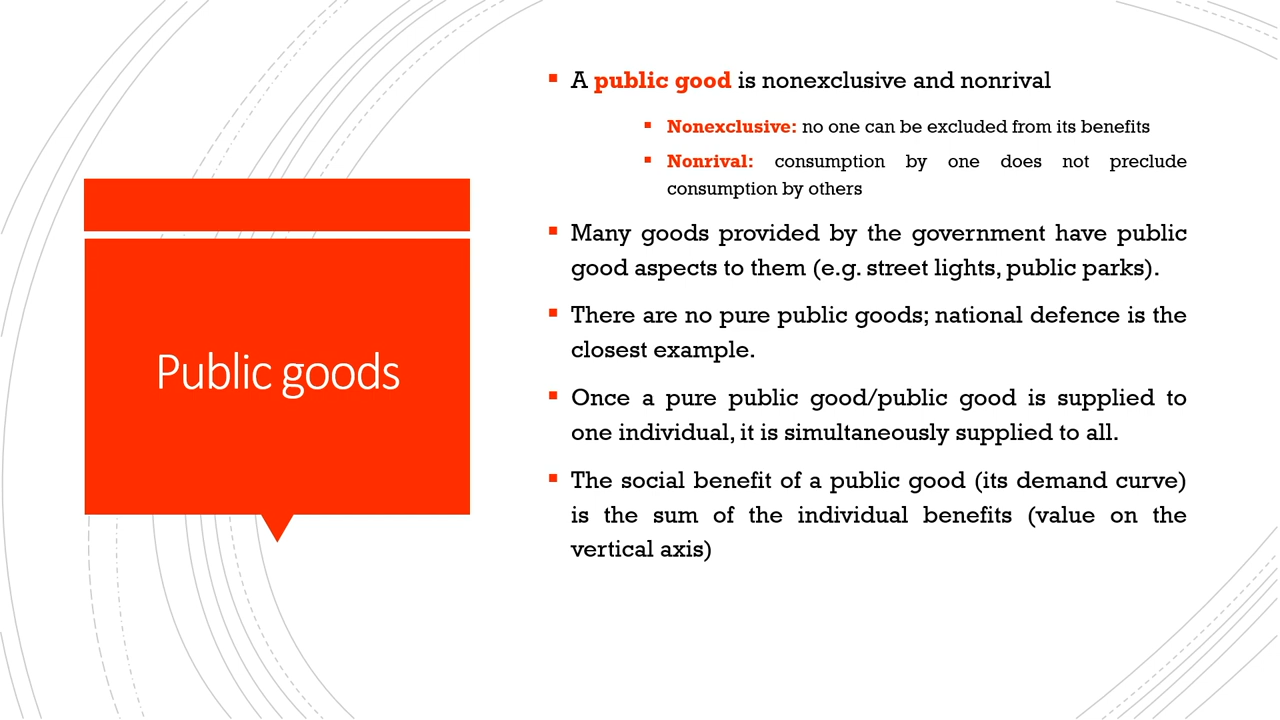 Public goods
A public good is nonexclusive and nonrival
Nonexclusive: no one can be excluded from its benefits
Nonrival: consumption by one does not preclude
consumption by others
Many goods provided by the government have public
good aspects to them (e.g. street lights, public parks).
There are no pure public goods; national defence is the
closest example.
Once a pure public good/public good is supplied to
one individual, it is simultaneously supplied to all.
The social benefit of a public good (its demand curve)
is the sum of the individual benefits (value on the
vertical axis)